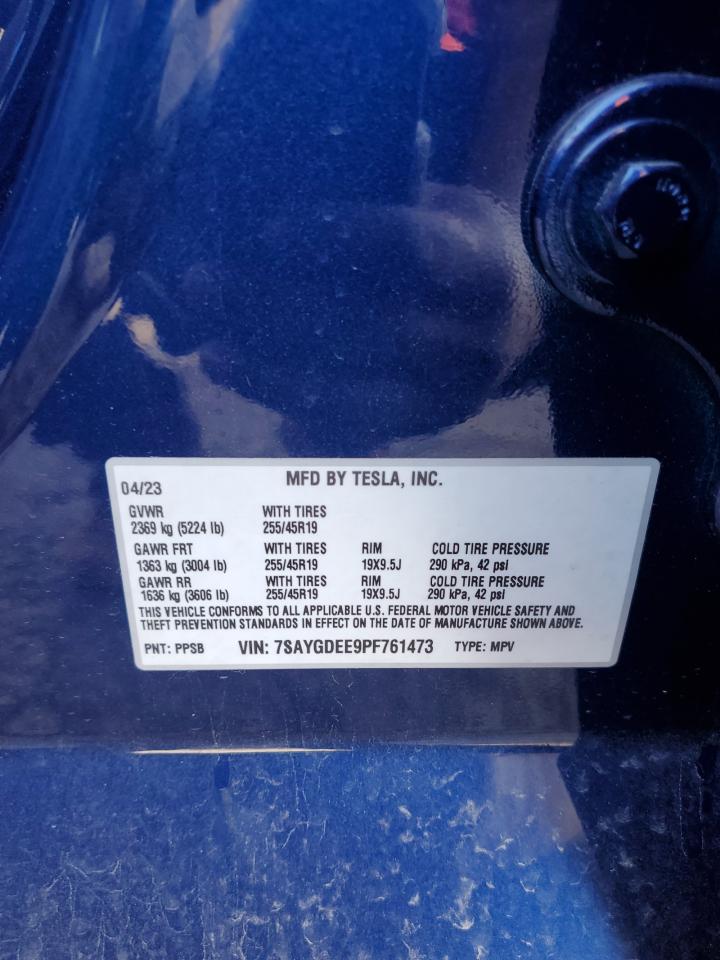 MFD BY TESLA, INC.
04/23
GVWR WITH TIRES
2369 kg (5224 lb) 255/45R19
GAWR FRT WITH TIRES RIM COLD TIRE PRESSURE
1363 kg (3004 lb) 255/45R19 19X9.5J 290 kPa, 42 psi
GAWR RR WITH TIRES RIM COLD TIRE PRESSURE
1636 kg (3606 lb) 255/45R19 19X9.5J 290 kPa, 42 psi
THIS VEHICLE CONFORMS TO ALL APPLICABLE U.S. FEDERAL MOTOR VEHICLE SAFETY AND
THEFT PREVENTION STANDARDS IN EFFECT ON THE DATE OF MANUFACTURE SHOWN ABOVE.
PNT: PPSB VIN: 7SAYGDEE9PF761473 TYPE: MPV